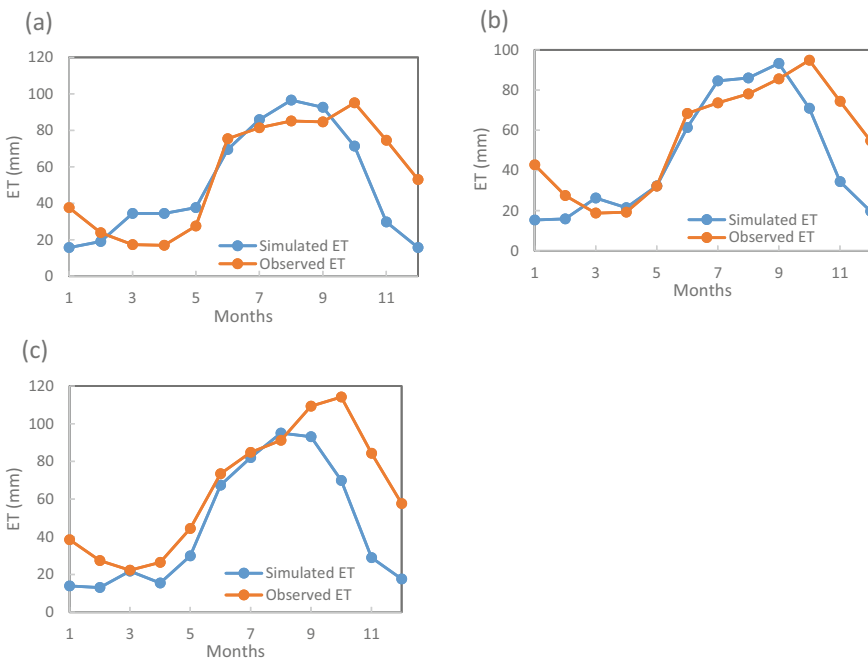 (a)
120
100
80
60
40
20
0
ET (mm)
Simulated ET
Observed ET
1 3 5 7 9 11
Months
(b)
100
80
60
40
20
0
ET (mm)
Simulated ET
Observed ET
1 3 5 7 9 11
Months
(c)
120
100
80
60
40
20
0
ET (mm)
Simulated ET
Observed ET
1 3 5 7 9 11
Months